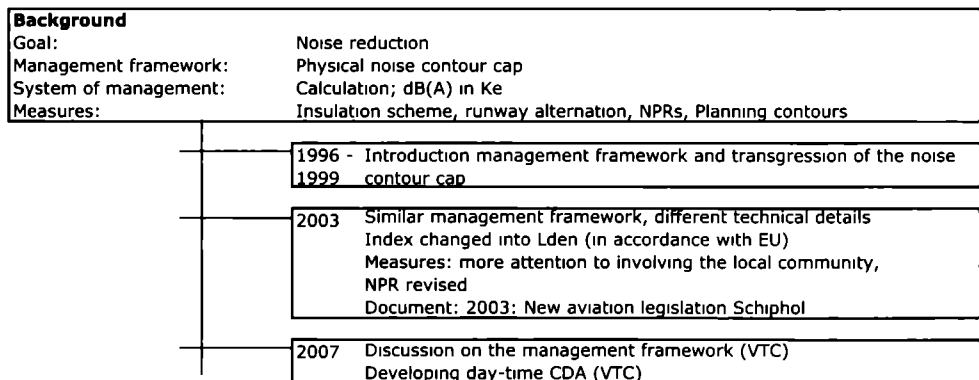 Background
Goal: Noise reduction
Management framework: Physical noise contour cap
System of management: Calculation; dB(A) in Ke
Measures: Insulation scheme, runway alternation, NPRs, Planning contours
1996 - Introduction management framework and transgression of the noise
1999 contour cap
2003 Similar management framework, different technical details
Index changed into Lden (in accordance with EU)
Measures: more attention to involving the local community,
NPR revised
Document: 2003: New aviation legislation Schiphol
2007 Discussion on the management framework (VTC)
Developing day-time CDA (VTC)